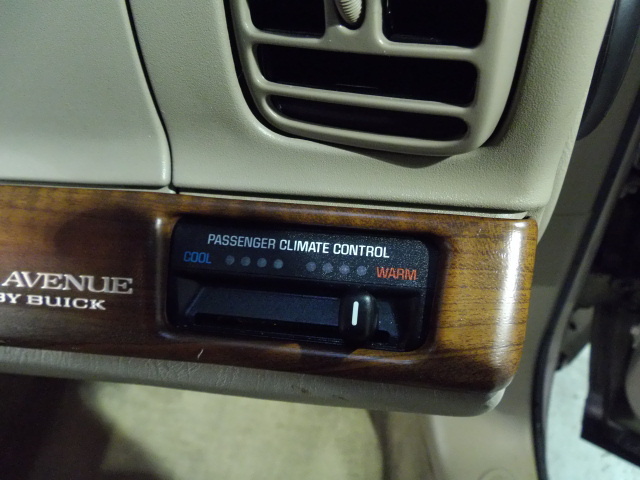 PASSENGER CLIMATE CONTROL
COOL WARM
AVENUE
BY BUICK